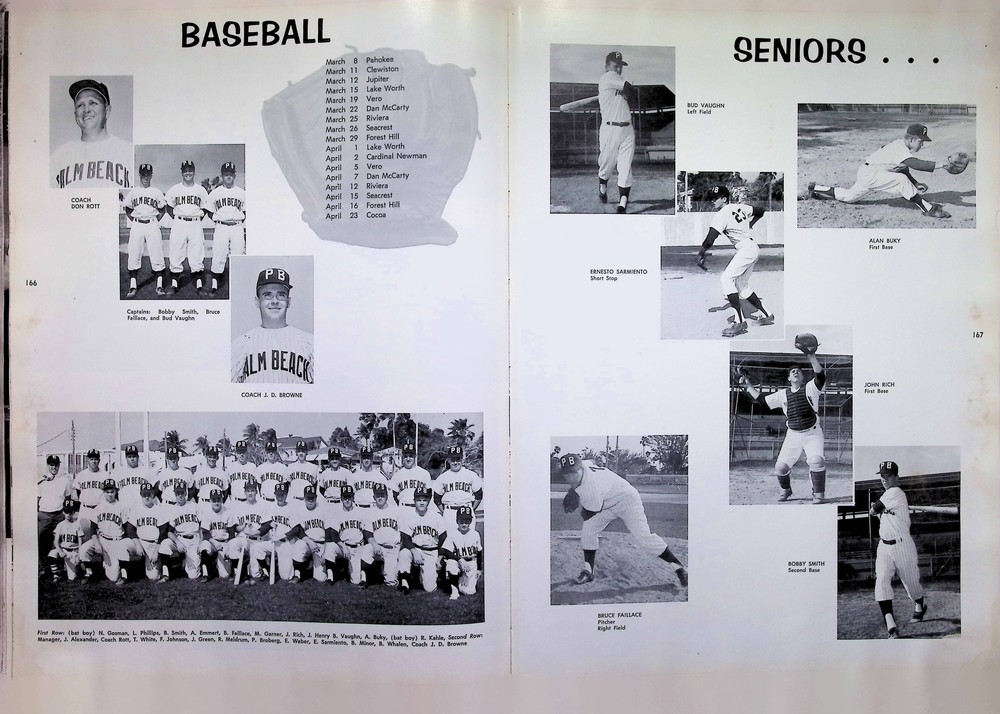 BASEBALL
March 8 Pahokee
March 11 Clewiston
March 12 Jupiter
March 15 Lake Worth
March 19 Vero
March 22 Dan McCarty
March 25 Riviera
March 26 Seacrest
March 29 Forest Hill
April 1 Lake Worth
April 2 Cardinal Newman
April 5 Vero
April 7 Dan McCarty
April 12 Riviera
April 15 Seacrest
April 16 Forest Hill
April 23 Cocoa
COACH
DON ROTT
166
Captains: Bobby Smith, Bruce
Faillace, and Bud Vaughn
PB
ALM BEACH
COACH J. D. BROWNE
First Row: (bat boy) N. Gosman, L. Phillips, B. Smith, A. Emmert, B. Faillace, M. Garner, J. Rich, J. Henry B. Vaughn, A. Buky, (bat boy) R. Kahle, Second Row:
Manager, J. Alexander, Coach Rott, T. White, F. Johnson, J. Green, R. Meldrum, P. Broberg, E. Weber, E. Sarmiento, B. Minor, B. Whalen, Coach J. D. Browne
SENIORS . . .
BUD VAUGHN
Left Field
ALAN BUKY
First Base
ERNESTO SARMIENTO
Short Stop
23
167
JOHN RICH
First Base
BOBBY SMITH
Second Base
BRUCE FAILLACE
Pitcher
Right Field